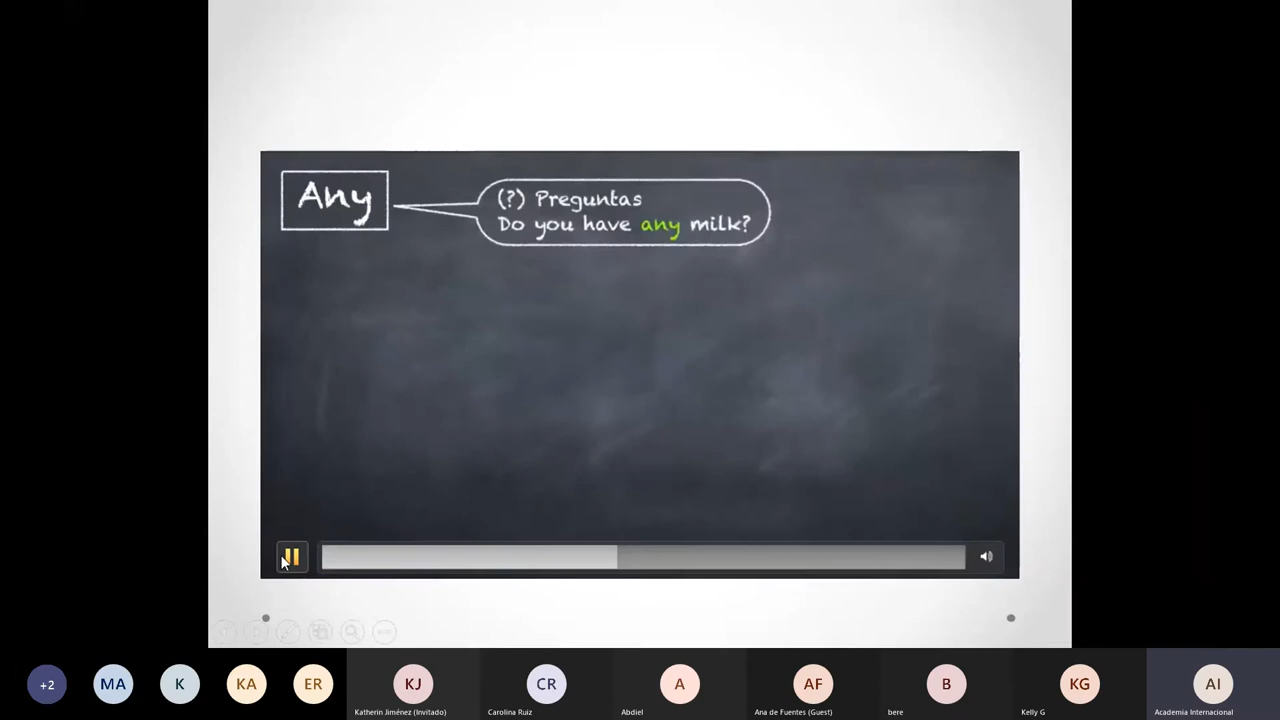 Any
(?) Preguntas
Do you have any milk?
+2
MA
K
KA
ER
KJ
Katherin Jiménez (Invitado)
CR
Carolina Ruiz
A
Abdiel
AF
Ana de Fuentes (Guest)
B
bere
KG
Kelly G
AI
Academia Internacional